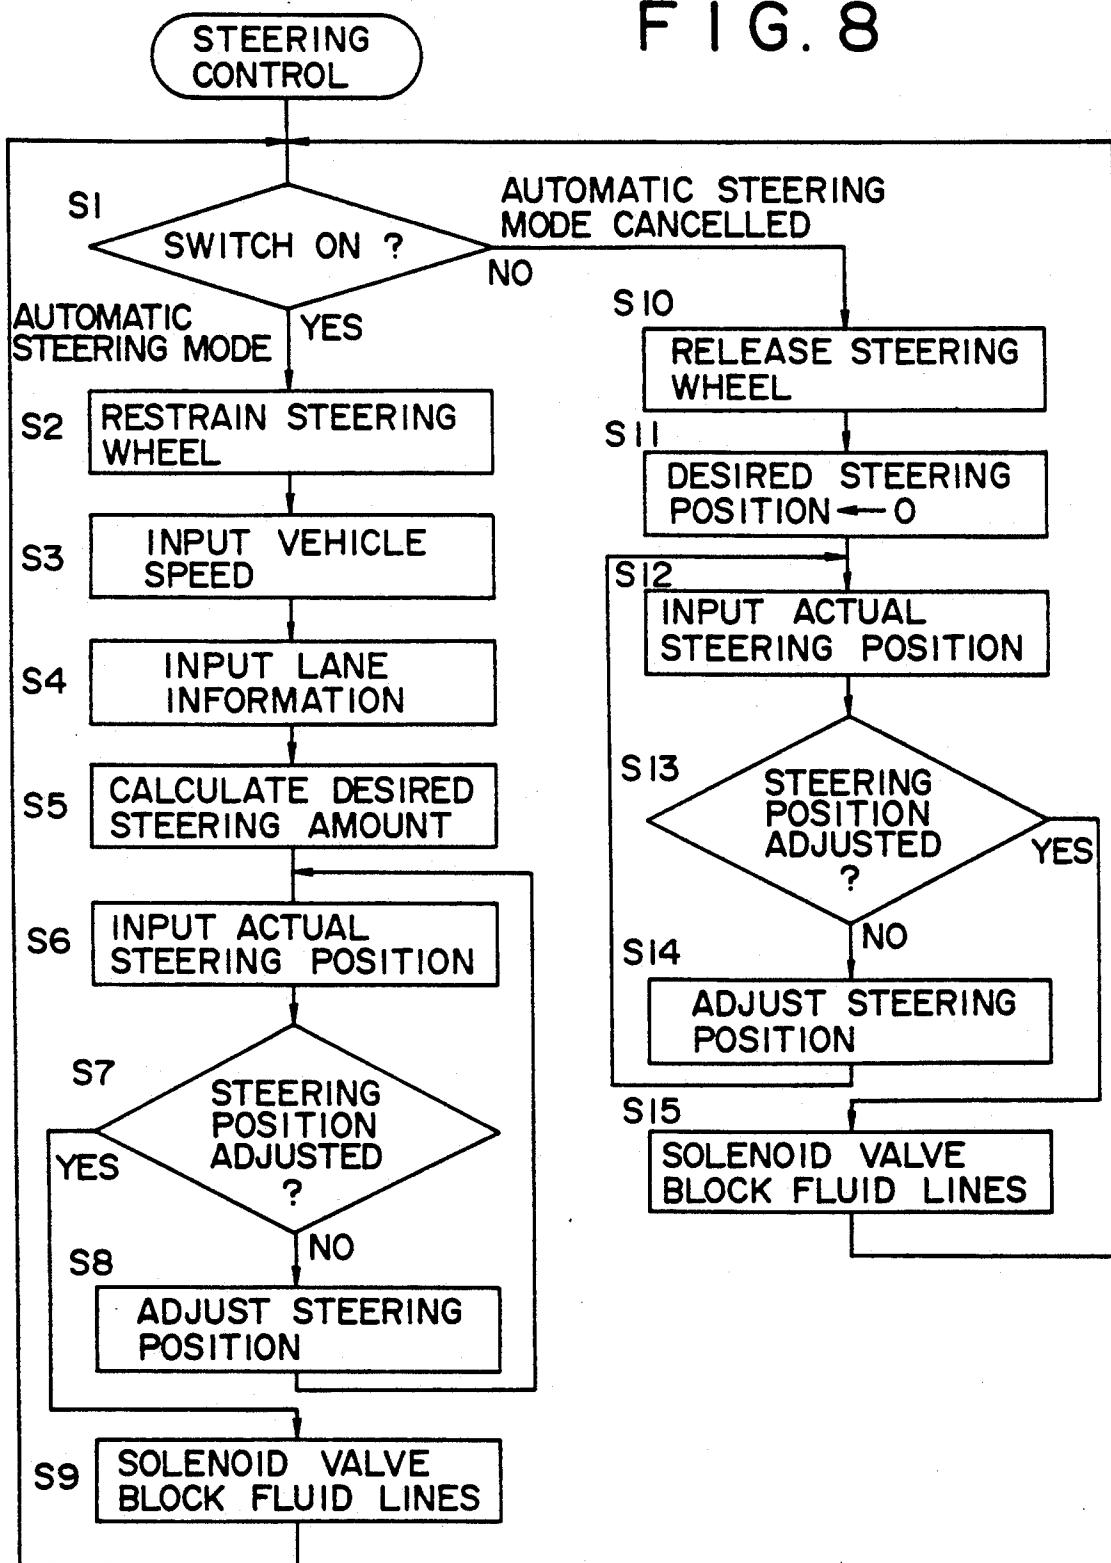 FIG. 8
STEERING
CONTROL
S1
SWITCH ON ?
AUTOMATIC STEERING
MODE CANCELLED
NO
AUTOMATIC
STEERING MODE
YES
S2
RESTRAIN STEERING
WHEEL
S3
INPUT VEHICLE
SPEED
S4
INPUT LANE
INFORMATION
S5
CALCULATE DESIRED
STEERING AMOUNT
S6
INPUT ACTUAL
STEERING POSITION
S7
STEERING
POSITION
ADJUSTED
?
YES
NO
S8
ADJUST STEERING
POSITION
S9
SOLENOID VALVE
BLOCK FLUID LINES
S10
RELEASE STEERING
WHEEL
S11
DESIRED STEERING
POSITION ← 0
S12
INPUT ACTUAL
STEERING POSITION
S13
STEERING
POSITION
ADJUSTED
?
YES
NO
S14
ADJUST STEERING
POSITION
S15
SOLENOID VALVE
BLOCK FLUID LINES